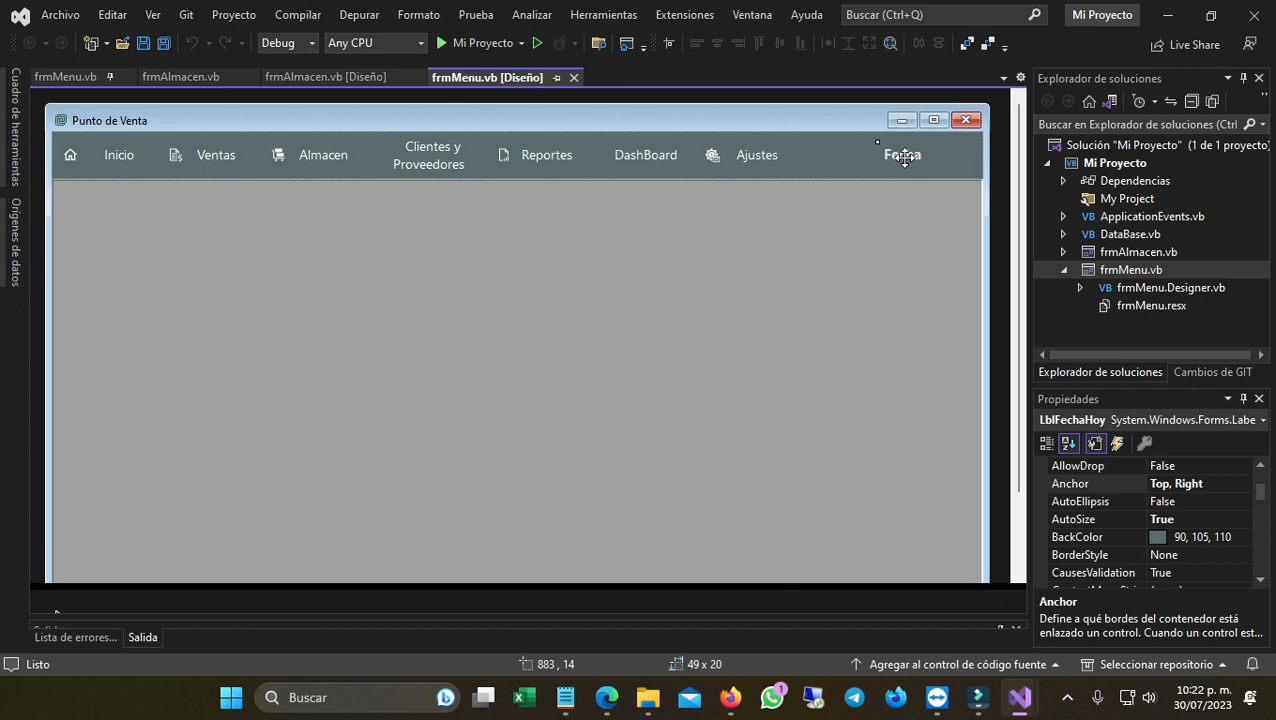 Archivo Editar Ver Git Proyecto Compilar Depurar Formato Prueba Analizar Herramientas Extensiones Ventana Ayuda Buscar (Ctrl+Q) Mi Proyecto
Debug Any CPU Mi Proyecto Live Share
frmMenu.vb frmAlmacen.vb frmAlmacen.vb [Diseño] frmMenu.vb [Diseño]
Cuadro de herramientas
Orígenes de datos
Punto de Venta
Inicio Ventas Almacen Clientes y Proveedores Reportes DashBoard Ajustes Fecha
Explorador de soluciones
Buscar en Explorador de soluciones (Ctrl
Solución "Mi Proyecto" (1 de 1 proyecto)
Mi Proyecto
Dependencias
My Project
ApplicationEvents.vb
DataBase.vb
frmAlmacen.vb
frmMenu.vb
frmMenu.Designer.vb
frmMenu.resx
Explorador de soluciones Cambios de GIT
Propiedades
LblFechaHoy System.Windows.Forms.Labe
AllowDrop False
Anchor Top, Right
AutoEllipsis False
AutoSize True
BackColor 90, 105, 110
BorderStyle None
CausesValidation True
Anchor
Define a qué bordes del contenedor está
enlazado un control. Cuando un control est...
Lista de errores... Salida
Listo 883 , 14 49 x 20 Agregar al control de código fuente Seleccionar repositorio
Buscar 1 10:22 p. m.
30/07/2023